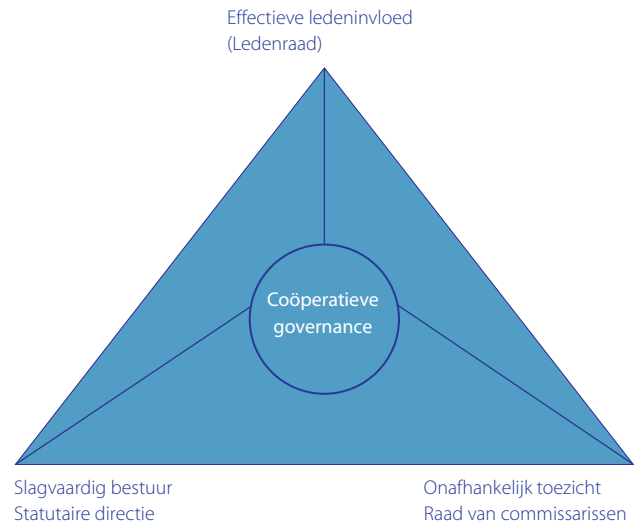 Effectieve ledeninvloed
(Ledenraad)
Coöperatieve
governance
Slagvaardig bestuur
Statutaire directie
Onafhankelijk toezicht
Raad van commissarissen